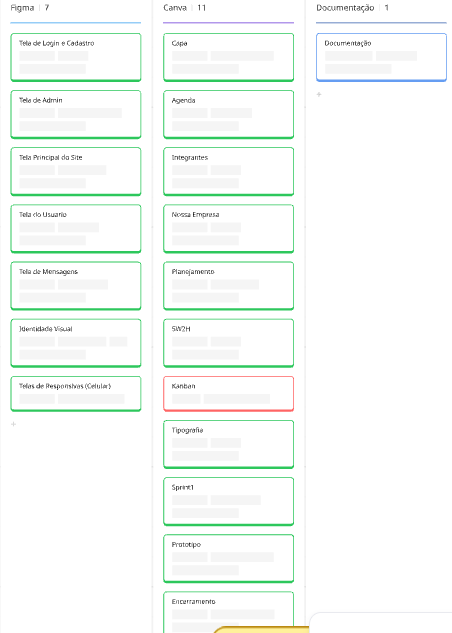 Figma | 7
Tela de Login e Cadastro
Tela de Admin
Tela Principal do Site
Tela do Usuario
Tela de Mensagens
Identidade Visual
Telas de Responsivas (Celular)
+
Canva | 11
Capa
Agenda
Integrantes
Nossa Empresa
Planejamento
5W2H
Kanban
Tipografia
Sprint1
Prototipo
Encerramento
Documentação | 1
Documentação
+